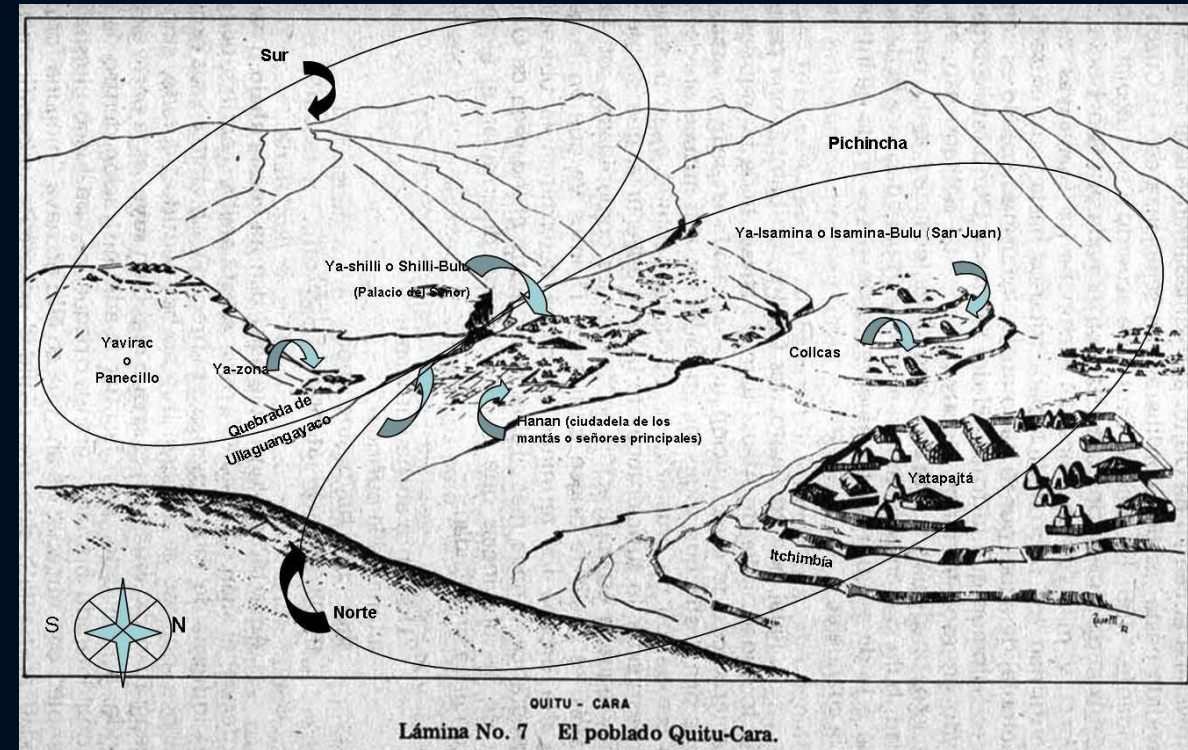 Sur
Pichincha
Ya-Isamina o Isamina-Bulu (San Juan)
Ya-shilli o Shilli-Bulu
(Palacio del Señor)
Yavirac
o
Panecillo
Ya-zona
Collcas
Quebrada de
Ullaguangayaco
Hanan (ciudadela de los
mantás o señores principales)
Yatapajtá
Itchimbía
Norte
S
N
QUITU - CARA
Lámina No. 7 El poblado Quitu-Cara.